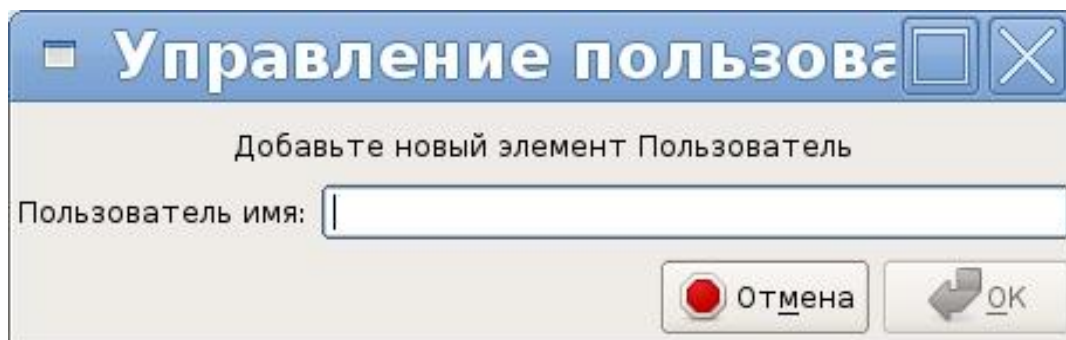 Управление пользова
Добавьте новый элемент Пользователь
Пользователь имя:
Отмена OK